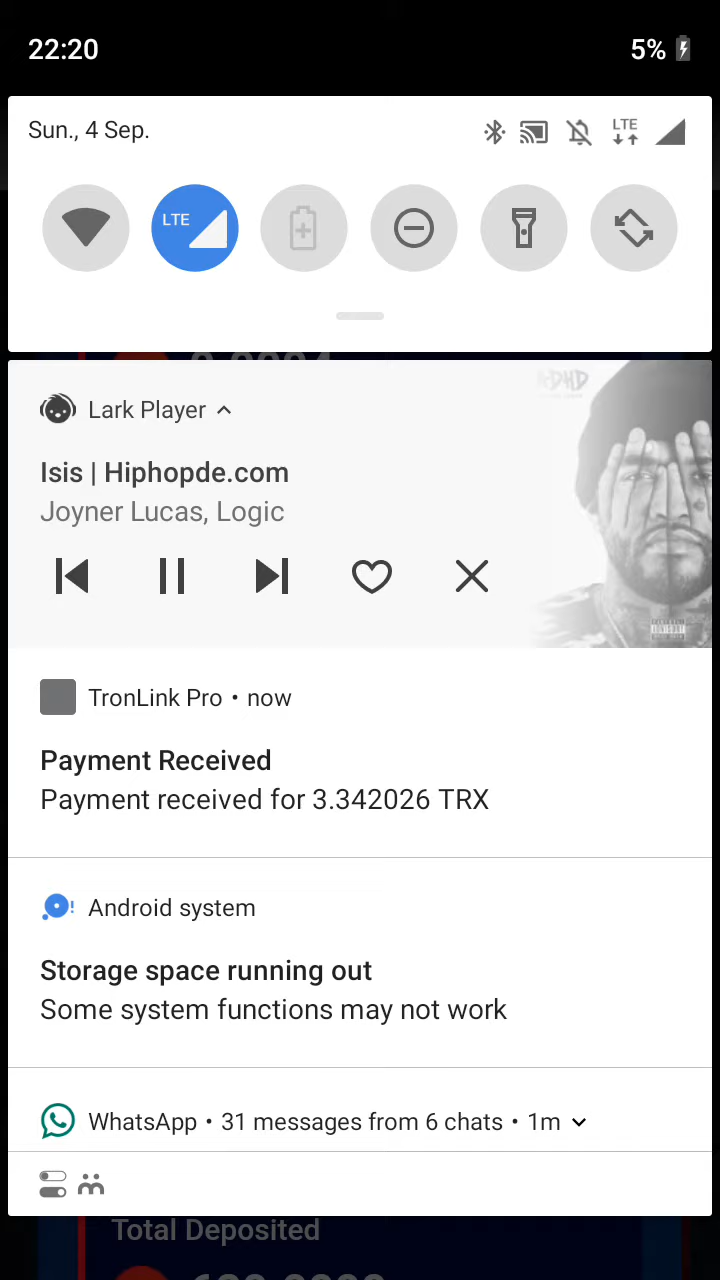 22:20
5%
Sun., 4 Sep.
LTE
LTE
Lark Player
ADHD
Isis | Hiphopde.com
Joyner Lucas, Logic
TronLink Pro • now
Payment Received
Payment received for 3.342026 TRX
Android system
Storage space running out
Some system functions may not work
WhatsApp • 31 messages from 6 chats • 1m
Total Deposited